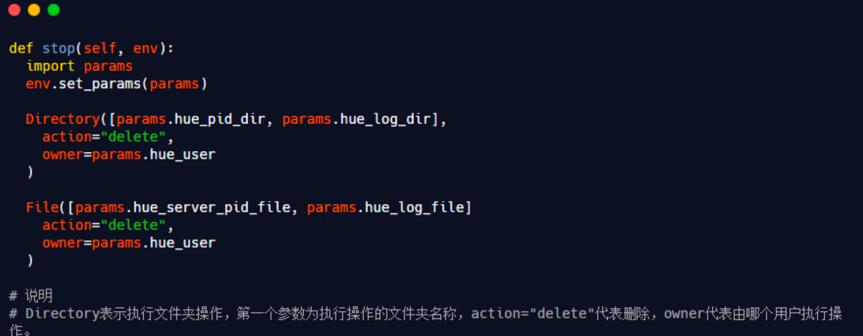 def stop(self, env):
  import params
  env.set_params(params)
  Directory([params.hue_pid_dir, params.hue_log_dir],
    action="delete",
    owner=params.hue_user
  )
  File([params.hue_server_pid_file, params.hue_log_file]
    action="delete",
    owner=params.hue_user
  )
# 说明
# Directory表示执行文件夹操作，第一个参数为执行操作的文件夹名称，action="delete"代表删除，owner代表由哪个用户执行操
作。